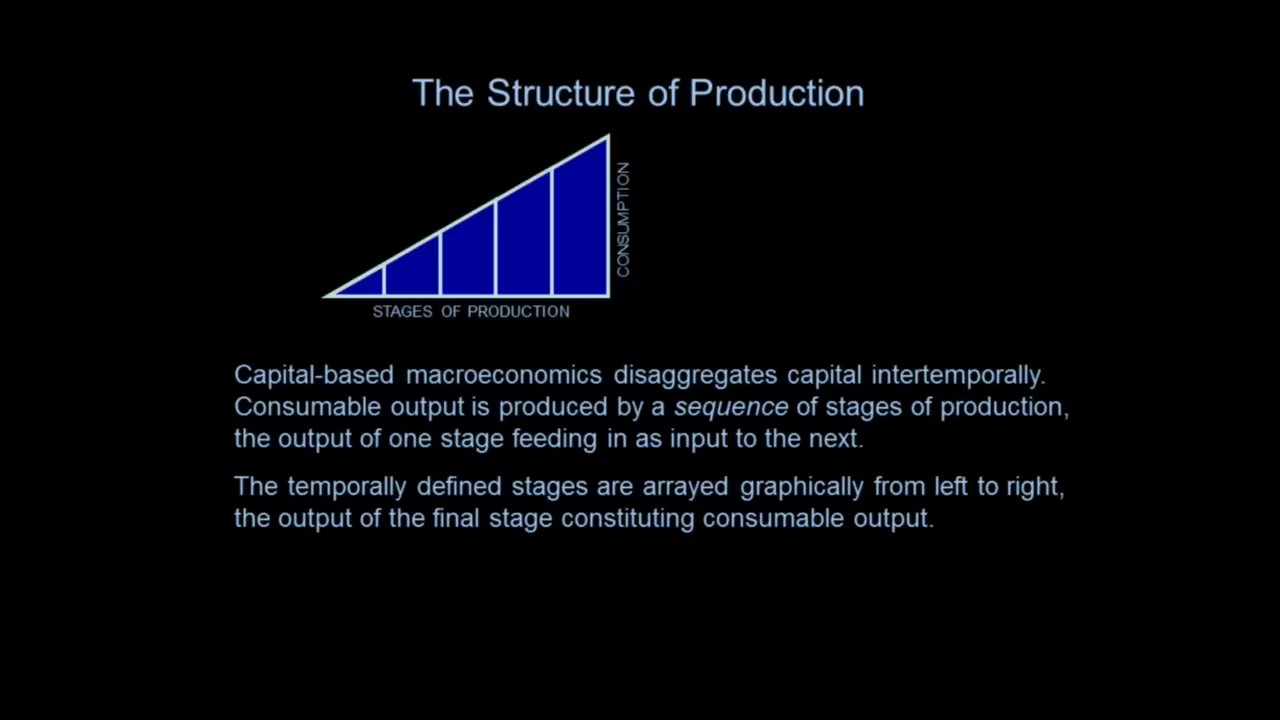 The Structure of Production
CONSUMPTION
STAGES OF PRODUCTION
Capital-based macroeconomics disaggregates capital intertemporally.
Consumable output is produced by a sequence of stages of production,
the output of one stage feeding in as input to the next.
The temporally defined stages are arrayed graphically from left to right,
the output of the final stage constituting consumable output.